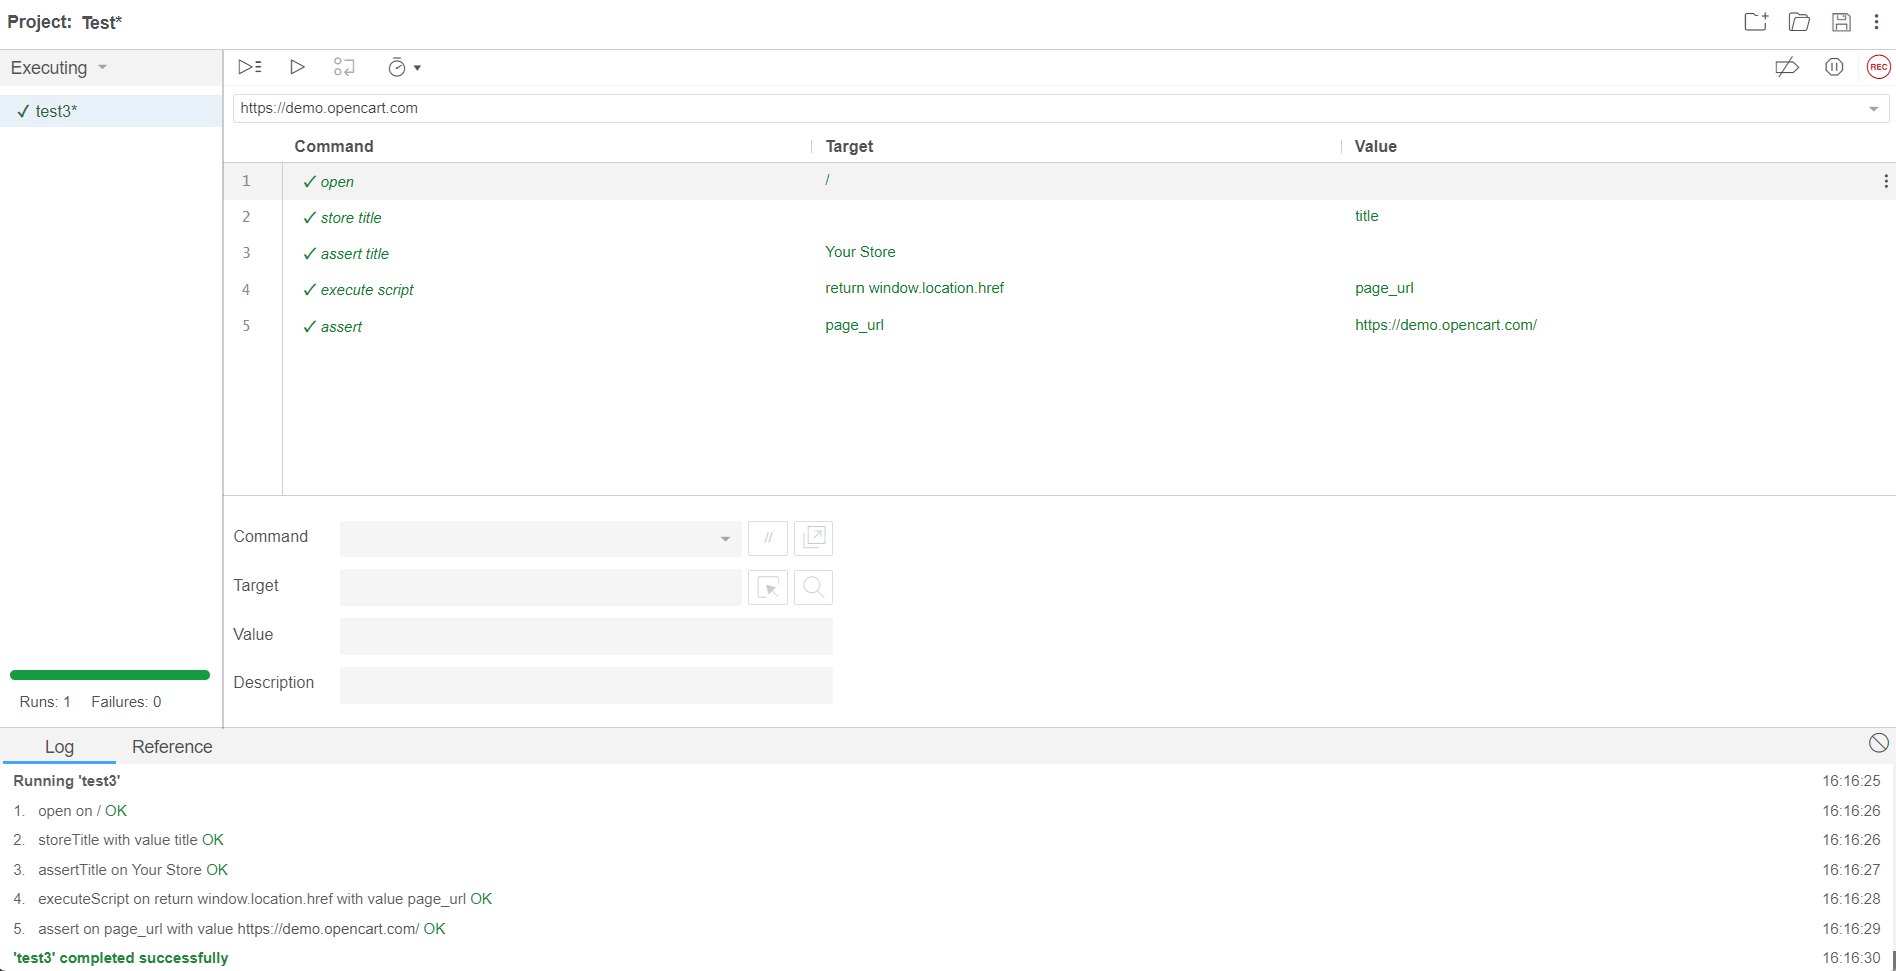 Project: Test*
Executing
✓ test3*
REC
https://demo.opencart.com
Command Target Value
1 ✓ open /
2 ✓ store title title
3 ✓ assert title Your Store
4 ✓ execute script return window.location.href page_url
5 ✓ assert page_url https://demo.opencart.com/
Command //
Target
Value
Description
Runs: 1 Failures: 0
Log Reference
Running 'test3' 16:16:25
1. open on / OK 16:16:26
2. storeTitle with value title OK 16:16:26
3. assertTitle on Your Store OK 16:16:27
4. executeScript on return window.location.href with value page_url OK 16:16:28
5. assert on page_url with value https://demo.opencart.com/ OK 16:16:29
'test3' completed successfully 16:16:30